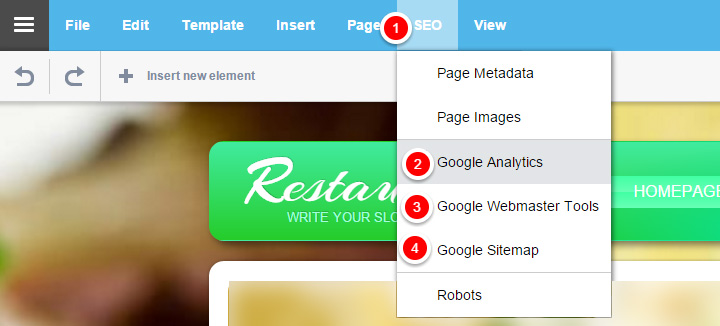 File Edit Template Insert Page 1 SEO View
Insert new element
Page Metadata
Page Images
2 Google Analytics
3 Google Webmaster Tools
4 Google Sitemap
Robots
WRITE YOUR
HOMEPAGE